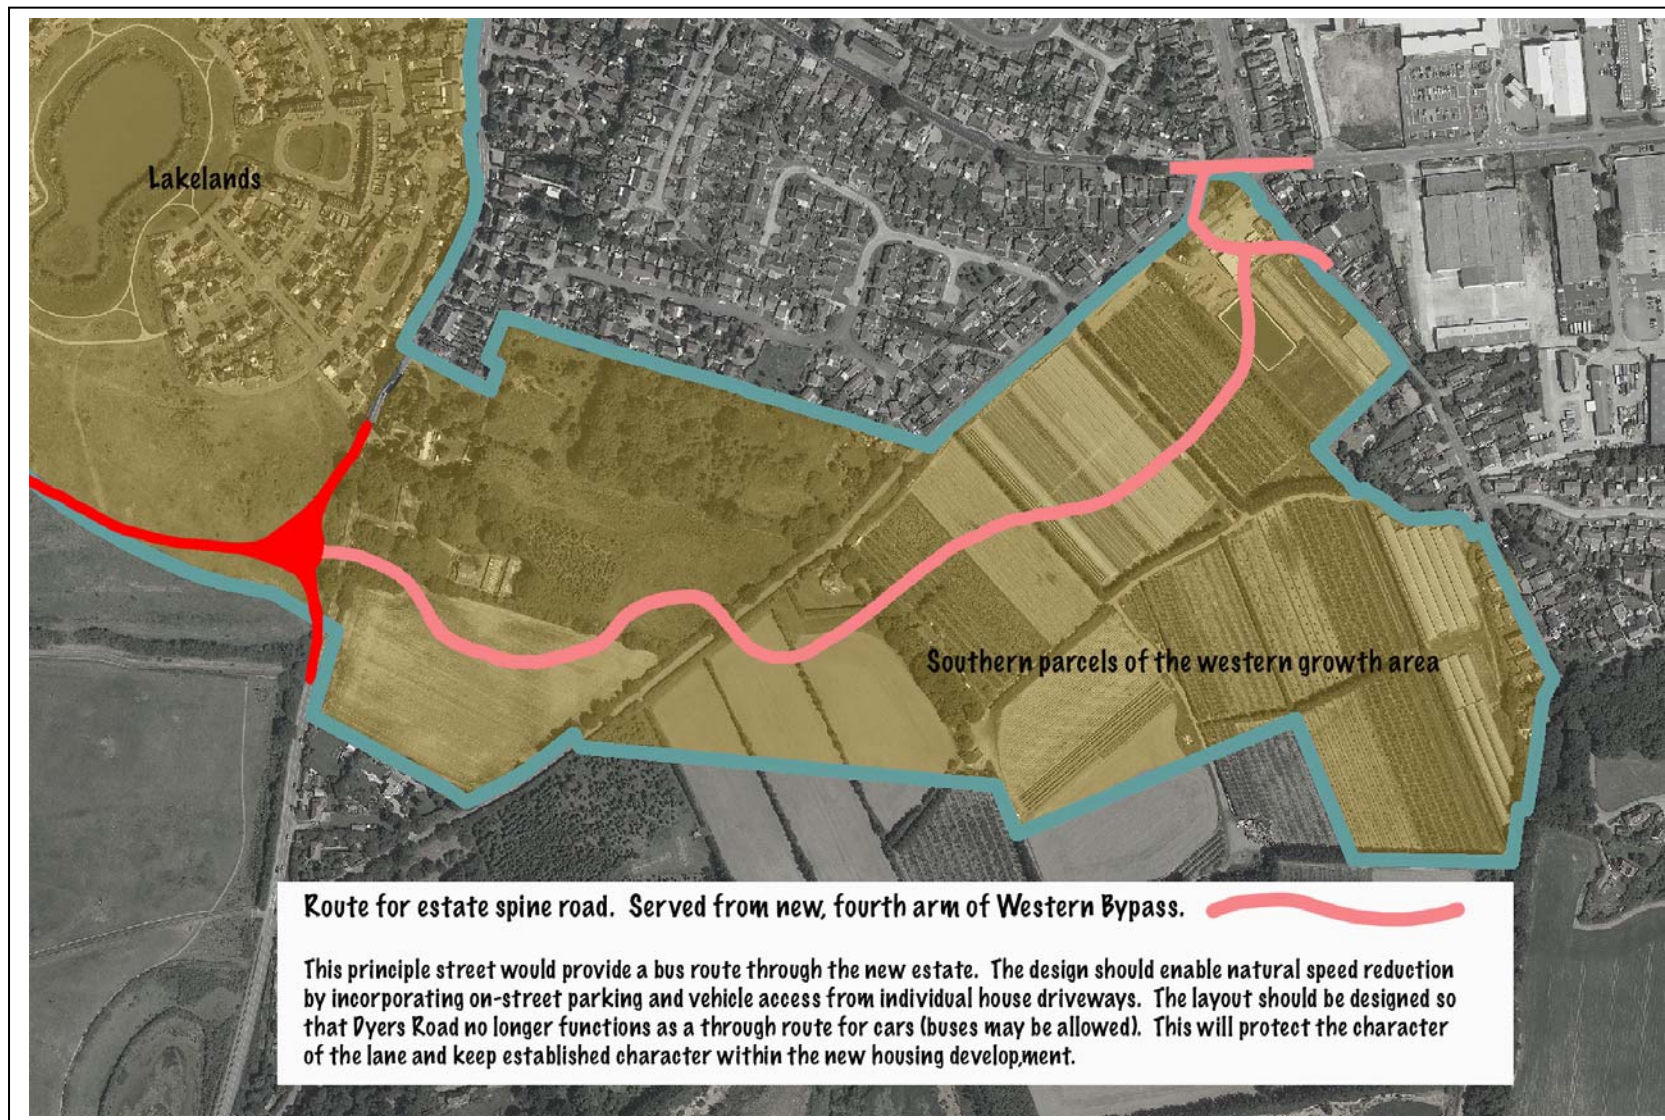 Lakelands
Southern parcels of the western growth area
Route for estate spine road. Served from new, fourth arm of Western Bypass.
This principle street would provide a bus route through the new estate. The design should enable natural speed reduction
by incorporating on-street parking and vehicle access from individual house driveways. The layout should be designed so
that Dyers Road no longer functions as a through route for cars (buses may be allowed). This will protect the character
of the lane and keep established character within the new housing develop,ment.